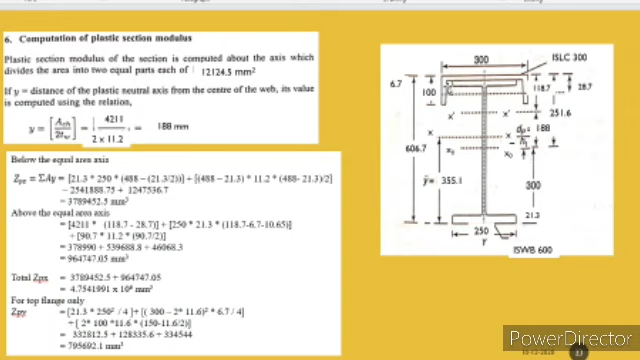 6. Computation of plastic section modulus
Plastic section modulus of the section is computed about the axis which
divides the area into two equal parts each of 12124.5 mm²
If y = distance of the plastic neutral axis from the centre of the web, its value
is computed using the relation,
y = [A_ch / 2t_w] = 4211 / 2 x 11.2 = 188 mm
Below the equal area axis
Zpz = ΣAy = [21.3 * 250 * (488 – (21.3/2))] + [(488 – 21.3) * 11.2 * (488- 21.3)/2]
– 2541888.75 + 1247536.7
= 3789452.5 mm³
Above the equal area axis
= [4211 * (118.7 - 28.7)] + [250 * 21.3 * (118.7-6.7-10.65)]
+ [90.7 * 11.2 * (90.7/2)]
= 378990 + 539688.8 + 46068.3
= 964747.05 mm³
Total Zpx = 3789452.5 + 964747.05
= 4.7541991 x 10⁶ mm²
For top flange only
Zpy = [21.3 * 250² / 4 ]+ [( 300 – 2* 11.6)² * 6.7 / 4]
+[ 2* 100 *11.6 * (150-11.6/2)]
= 332812.5 + 128335.6 + 334544
= 795692.1 mm³
300
ISLC 300
6.7
100
118.7
28.7
x'
x'
251.6
x
x
188
606.7
ȳ= 355.1
300
250
21.3
Y
ISWB 600
PowerDirector